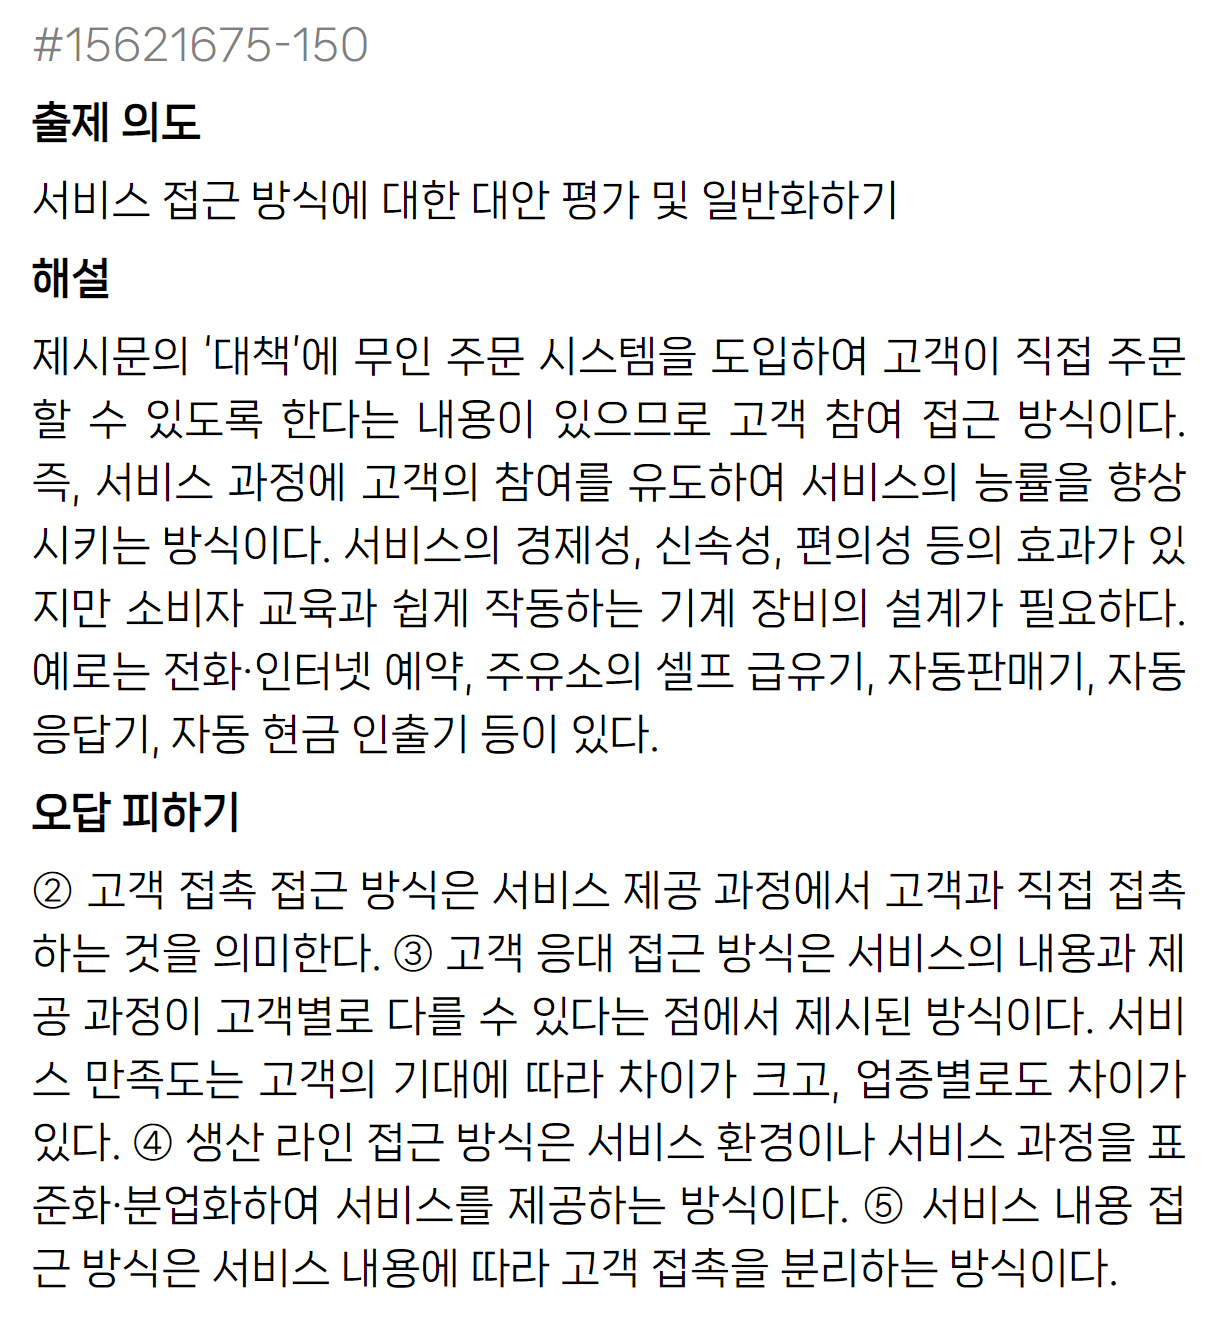 #15621675-150
출제 의도
서비스 접근 방식에 대한 대안 평가 및 일반화하기
해설
제시문의 '대책'에 무인 주문 시스템을 도입하여 고객이 직접 주문
할 수 있도록 한다는 내용이 있으므로 고객 참여 접근 방식이다.
즉, 서비스 과정에 고객의 참여를 유도하여 서비스의 능률을 향상
시키는 방식이다. 서비스의 경제성, 신속성, 편의성 등의 효과가 있
지만 소비자 교육과 쉽게 작동하는 기계 장비의 설계가 필요하다.
예로는 전화·인터넷 예약, 주유소의 셀프 급유기, 자동판매기, 자동
응답기, 자동 현금 인출기 등이 있다.
오답 피하기
② 고객 접촉 접근 방식은 서비스 제공 과정에서 고객과 직접 접촉
하는 것을 의미한다. ③ 고객 응대 접근 방식은 서비스의 내용과 제
공 과정이 고객별로 다를 수 있다는 점에서 제시된 방식이다. 서비
스 만족도는 고객의 기대에 따라 차이가 크고, 업종별로도 차이가
있다. ④ 생산 라인 접근 방식은 서비스 환경이나 서비스 과정을 표
준화·분업화하여 서비스를 제공하는 방식이다. ⑤ 서비스 내용 접
근 방식은 서비스 내용에 따라 고객 접촉을 분리하는 방식이다.